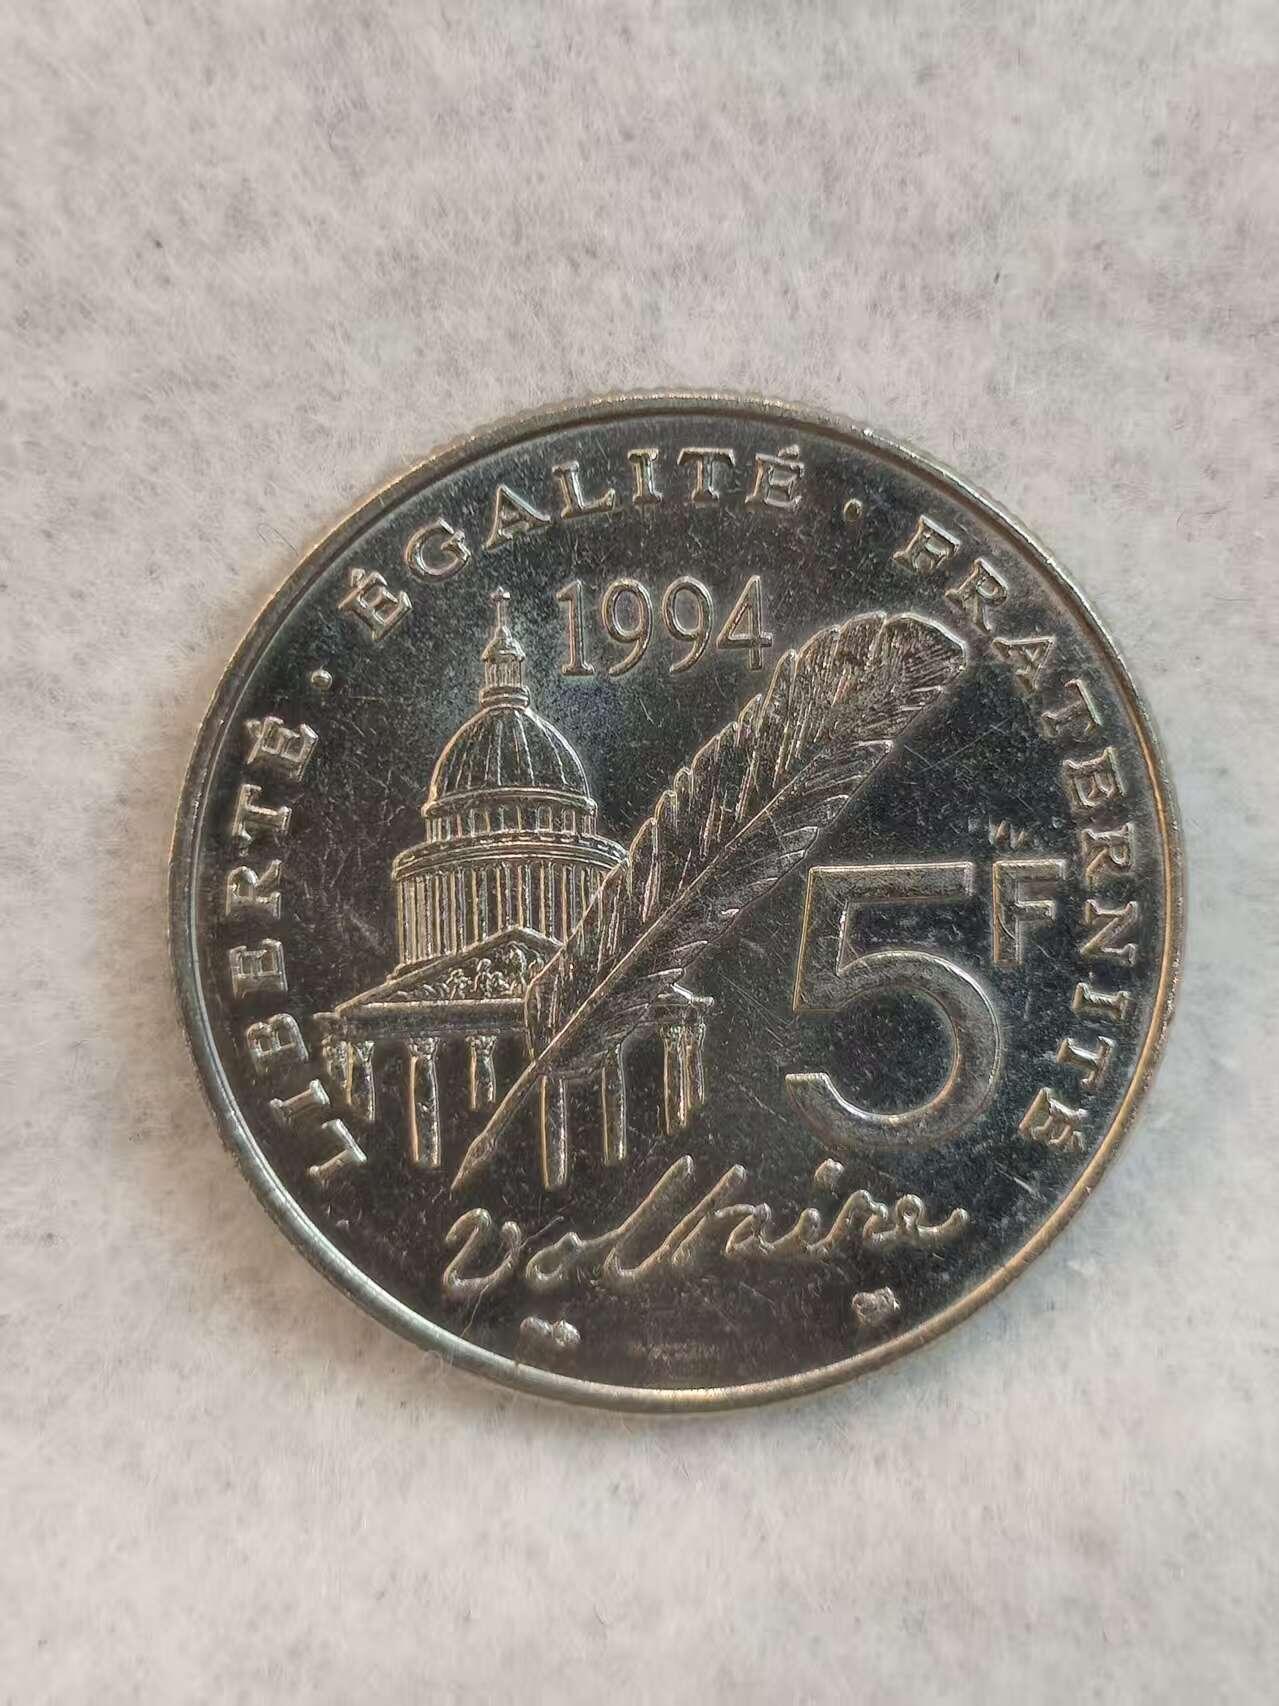 LIBERTÉ · ÉGALITÉ · FRATERNITÉ
1994
5F
Voltaire